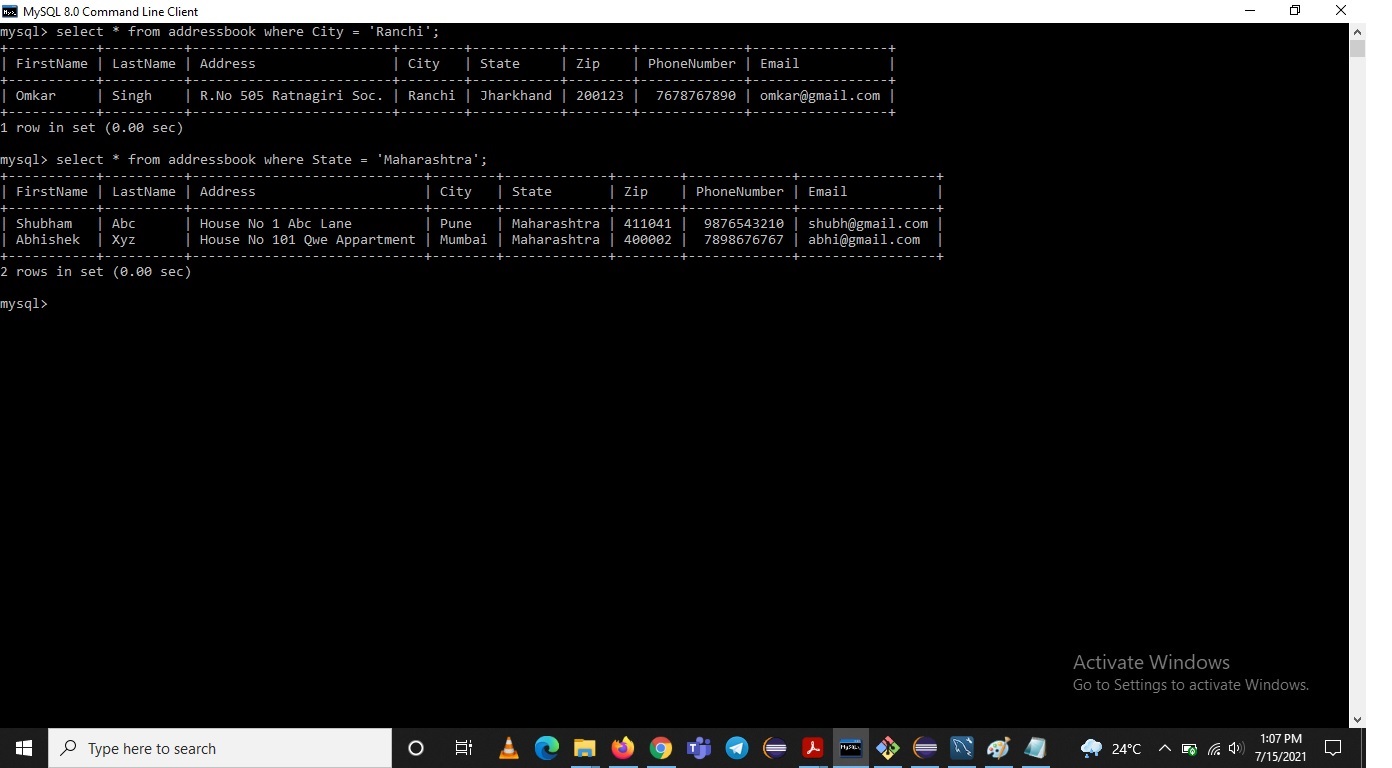 MySQL 8.0 Command Line Client
mysql> select * from addressbook where City = 'Ranchi';
+-----------+----------+-------------------------+--------+-----------+--------+-------------+-----------------+
| FirstName | LastName | Address                 | City   | State     | Zip    | PhoneNumber | Email           |
+-----------+----------+-------------------------+--------+-----------+--------+-------------+-----------------+
| Omkar     | Singh    | R.No 505 Ratnagiri Soc. | Ranchi | Jharkhand | 200123 |  7678767890 | omkar@gmail.com |
+-----------+----------+-------------------------+--------+-----------+--------+-------------+-----------------+
1 row in set (0.00 sec)
mysql> select * from addressbook where State = 'Maharashtra';
+-----------+----------+-----------------------------+--------+-------------+--------+-------------+-----------------+
| FirstName | LastName | Address                     | City   | State       | Zip    | PhoneNumber | Email           |
+-----------+----------+-----------------------------+--------+-------------+--------+-------------+-----------------+
| Shubham   | Abc      | House No 1 Abc Lane         | Pune   | Maharashtra | 411041 |  9876543210 | shubh@gmail.com |
| Abhishek  | Xyz      | House No 101 Qwe Appartment | Mumbai | Maharashtra | 400002 |  7898676767 | abhi@gmail.com  |
+-----------+----------+-----------------------------+--------+-------------+--------+-------------+-----------------+
2 rows in set (0.00 sec)
mysql>
Activate Windows
Go to Settings to activate Windows.
Type here to search
24°C
1:07 PM
7/15/2021